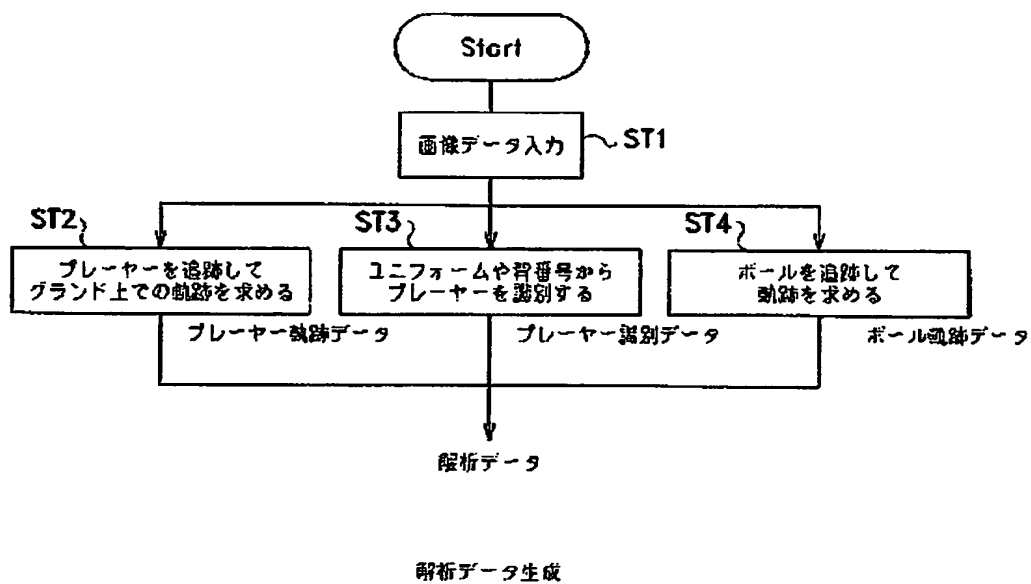 Start
画像データ入力
ST1
ST2
プレーヤーを追跡して
グランド上での軌跡を求める
ST3
ユニフォームや背番号から
プレーヤーを識別する
ST4
ボールを追跡して
軌跡を求める
プレーヤー軌跡データ
プレーヤー識別データ
ボール軌跡データ
解析データ
解析データ生成